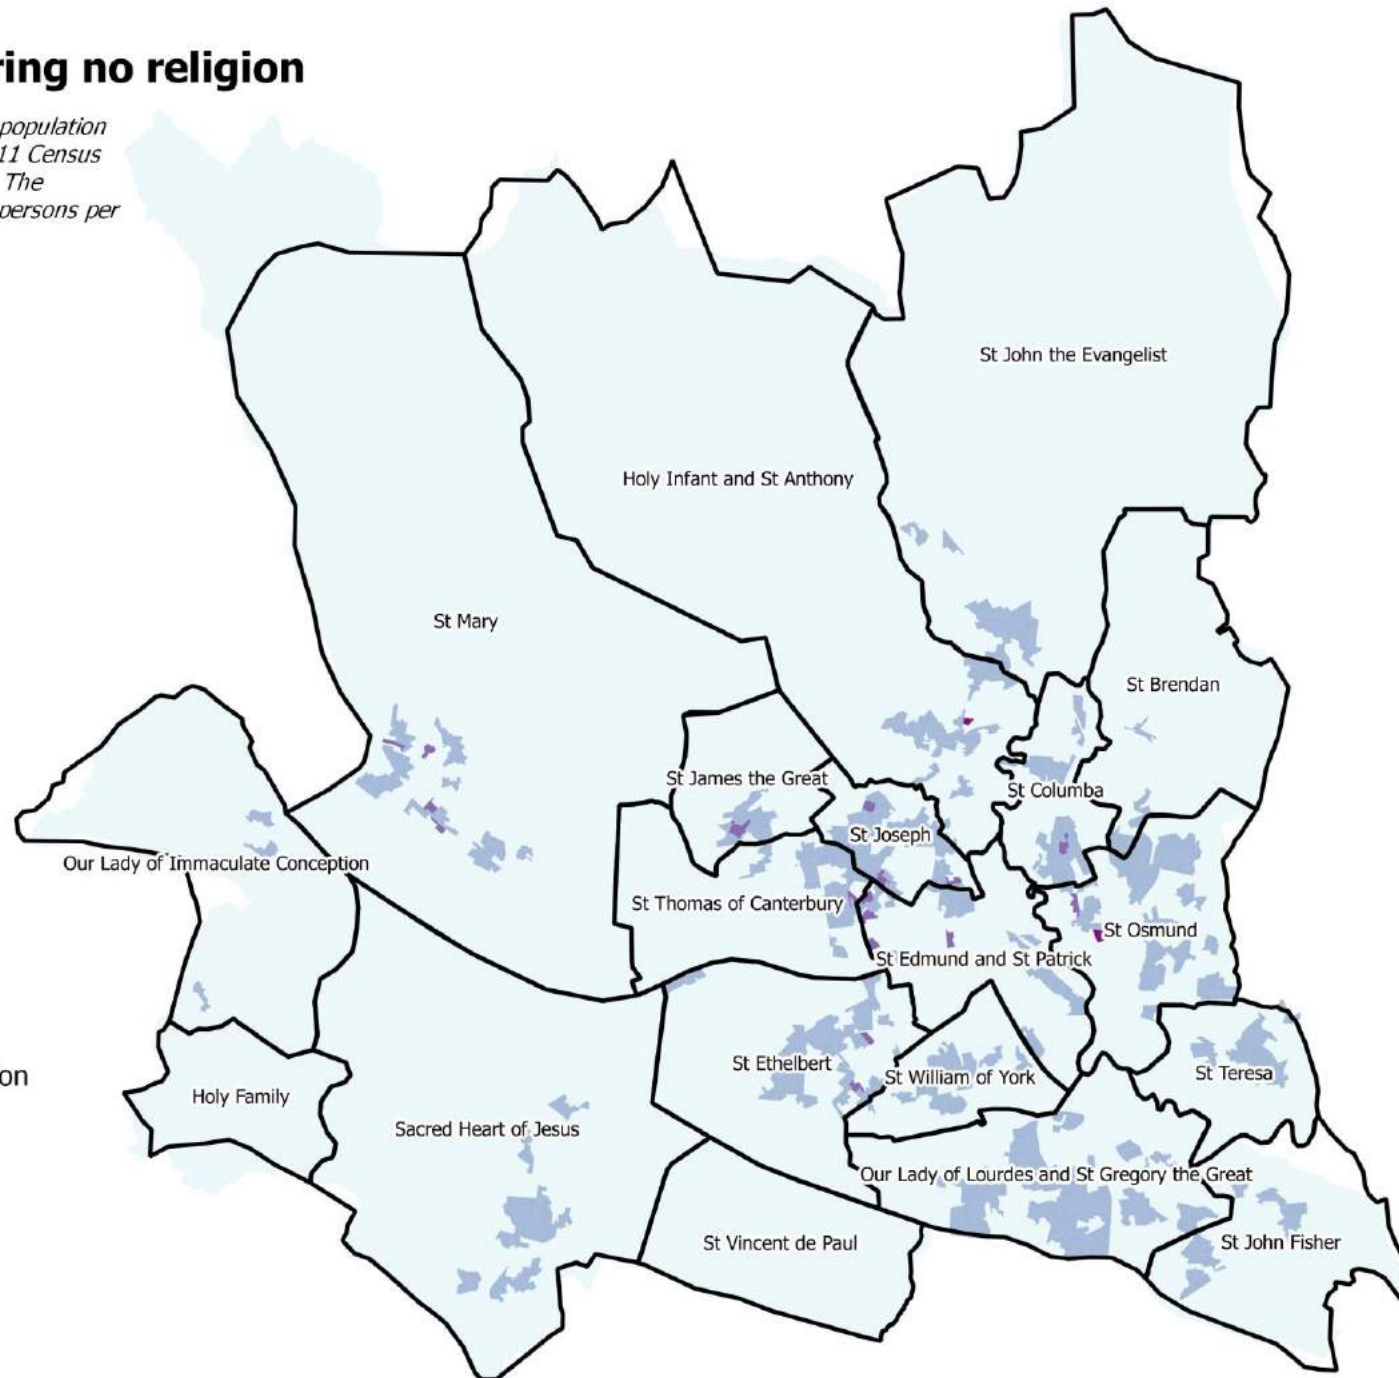 ring no religion
population
11 Census
The
persons per
St John the Evangelist
Holy Infant and St Anthony
St Mary
St Brendan
St James the Great
St Columba
St Joseph
Our Lady of Immaculate Conception
St Thomas of Canterbury
St Osmund
St Edmund and St Patrick
St Ethelbert
St William of York
St Teresa
on
Holy Family
Sacred Heart of Jesus
Our Lady of Lourdes and St Gregory the Great
St Vincent de Paul
St John Fisher